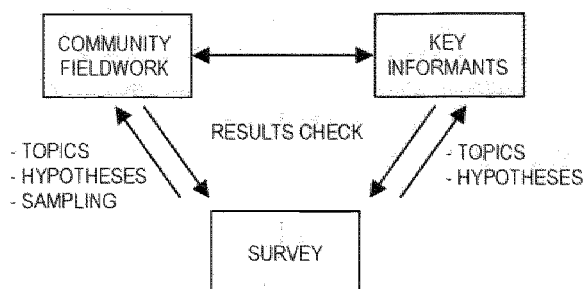 COMMUNITY
FIELDWORK
KEY
INFORMANTS
RESULTS CHECK
- TOPICS
- HYPOTHESES
- SAMPLING
- TOPICS
- HYPOTHESES
SURVEY